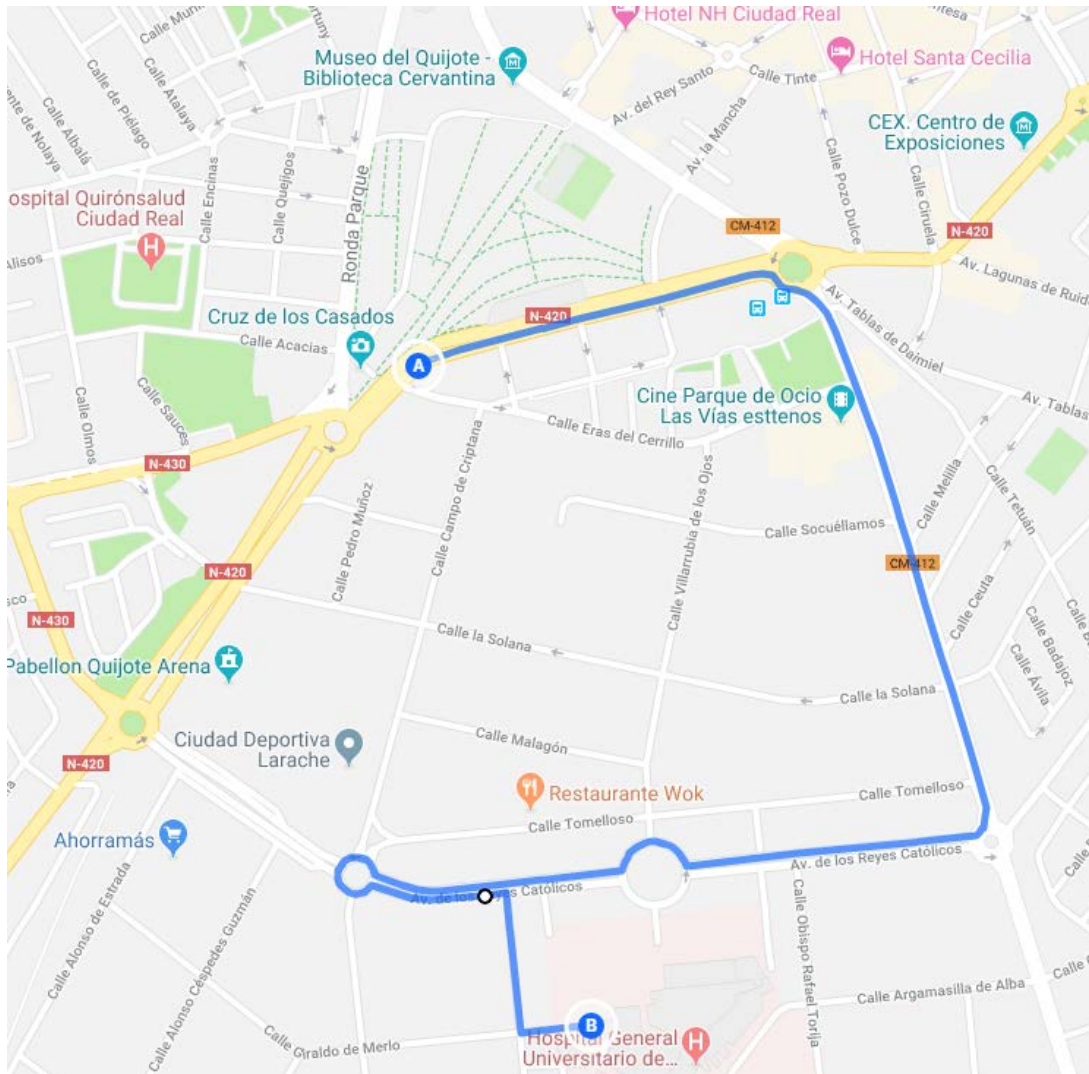 Hotel NH Ciudad Real
Museo del Quijote -
Biblioteca Cervantina
Hotel Santa Cecilia
Calle Tinte
Av. del Rey Santo
Av. la Mancha
CEX. Centro de
Exposiciones
Calle Atalaya
Calle de Piélago
Calle Albalá
Calle Encinas
Calle Quejigos
Ronda Parque
Calle Pozo Dulce
Calle Ciruela
ospital Quirónsalud
Ciudad Real
H
Alisos
CM-412
N-420
Av. Lagunas de Ruid
Av. Tablas de Daimiel
Av. Tablas
Cruz de los Casados
N-420
Calle Acacias
A
Cine Parque de Ocio
Las Vías esttenos
Calle Eras del Cerrillo
Calle Olmos
Calle Sauces
N-430
Calle Campo de Criptana
Calle Pedro Muñoz
Calle Villarrubia de los Ojos
Calle Socuéllamos
Calle Melilla
Calle Tetuán
CM-412
Calle Ceuta
Calle Badajoz
Calle Ávila
N-420
N-430
Calle la Solana
Calle la Solana
Pabellon Quijote Arena
Ciudad Deportiva
Larache
Calle Malagón
N-420
Restaurante Wok
Calle Tomelloso
Calle Tomelloso
Ahorramás
Av. de los Reyes Católicos
Av. de los Reyes Católicos
Calle Alonso de Estrada
Calle Alonso Céspedes Guzmán
Calle Obispo Rafael Torija
Calle Argamasilla de Alba
Calle Giraldo de Merlo
B
Hospital General
Universitario de...
H